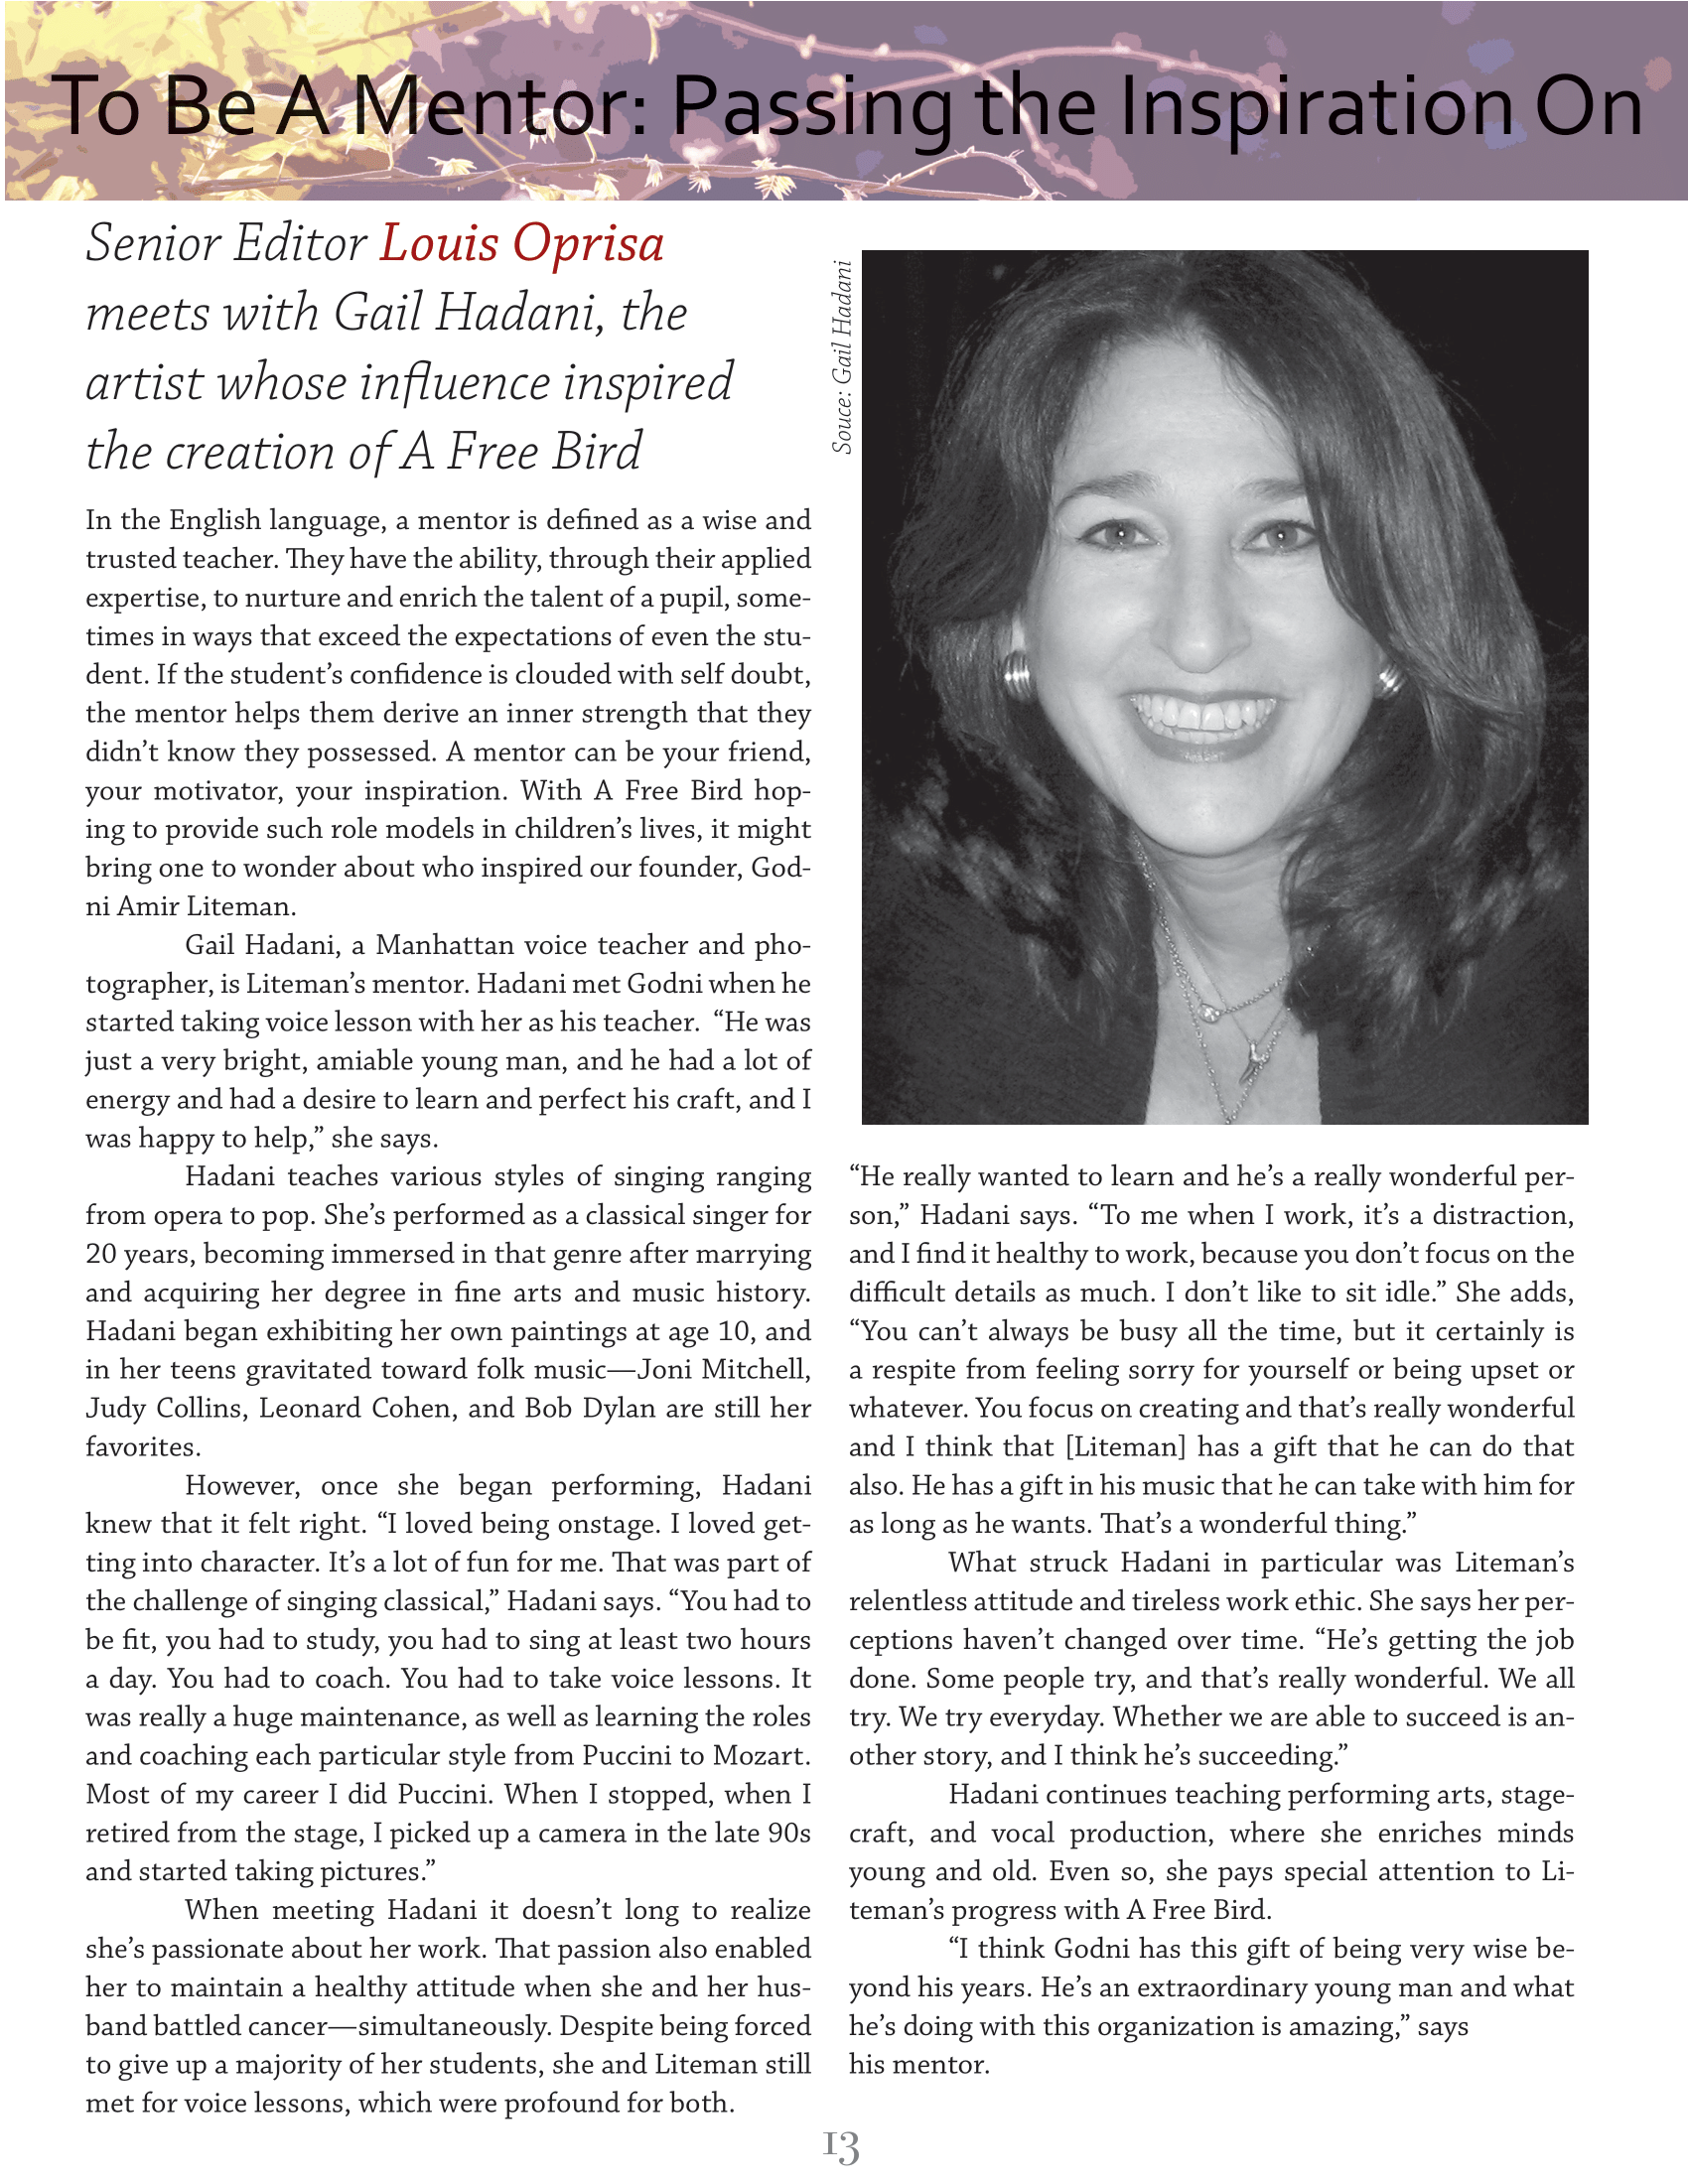 To Be A Mentor: Passing the Inspiration On
Senior Editor Louis Oprisa
meets with Gail Hadani, the
artist whose influence inspired
the creation of A Free Bird
In the English language, a mentor is defined as a wise and
trusted teacher. They have the ability, through their applied
expertise, to nurture and enrich the talent of a pupil, some-
times in ways that exceed the expectations of even the stu-
dent. If the student’s confidence is clouded with self doubt,
the mentor helps them derive an inner strength that they
didn’t know they possessed. A mentor can be your friend,
your motivator, your inspiration. With A Free Bird hop-
ing to provide such role models in children’s lives, it might
bring one to wonder about who inspired our founder, God-
ni Amir Liteman.
Gail Hadani, a Manhattan voice teacher and pho-
tographer, is Liteman’s mentor. Hadani met Godni when he
started taking voice lesson with her as his teacher.  “He was
just a very bright, amiable young man, and he had a lot of
energy and had a desire to learn and perfect his craft, and I
was happy to help,” she says.
Hadani teaches various styles of singing ranging
from opera to pop. She’s performed as a classical singer for
20 years, becoming immersed in that genre after marrying
and acquiring her degree in fine arts and music history.
Hadani began exhibiting her own paintings at age 10, and
in her teens gravitated toward folk music—Joni Mitchell,
Judy Collins, Leonard Cohen, and Bob Dylan are still her
favorites.
However, once she began performing, Hadani
knew that it felt right. “I loved being onstage. I loved get-
ting into character. It’s a lot of fun for me. That was part of
the challenge of singing classical,” Hadani says. “You had to
be fit, you had to study, you had to sing at least two hours
a day. You had to coach. You had to take voice lessons. It
was really a huge maintenance, as well as learning the roles
and coaching each particular style from Puccini to Mozart.
Most of my career I did Puccini. When I stopped, when I
retired from the stage, I picked up a camera in the late 90s
and started taking pictures.”
When meeting Hadani it doesn’t long to realize
she’s passionate about her work. That passion also enabled
her to maintain a healthy attitude when she and her hus-
band battled cancer—simultaneously. Despite being forced
to give up a majority of her students, she and Liteman still
met for voice lessons, which were profound for both.
Souce: Gail Hadani
“He really wanted to learn and he’s a really wonderful per-
son,” Hadani says. “To me when I work, it’s a distraction,
and I find it healthy to work, because you don’t focus on the
difficult details as much. I don’t like to sit idle.” She adds,
“You can’t always be busy all the time, but it certainly is
a respite from feeling sorry for yourself or being upset or
whatever. You focus on creating and that’s really wonderful
and I think that [Liteman] has a gift that he can do that
also. He has a gift in his music that he can take with him for
as long as he wants. That’s a wonderful thing.”
What struck Hadani in particular was Liteman’s
relentless attitude and tireless work ethic. She says her per-
ceptions haven’t changed over time. “He’s getting the job
done. Some people try, and that’s really wonderful. We all
try. We try everyday. Whether we are able to succeed is an-
other story, and I think he’s succeeding.”
Hadani continues teaching performing arts, stage-
craft, and vocal production, where she enriches minds
young and old. Even so, she pays special attention to Li-
teman’s progress with A Free Bird.
“I think Godni has this gift of being very wise be-
yond his years. He’s an extraordinary young man and what
he’s doing with this organization is amazing,” says
his mentor.
13